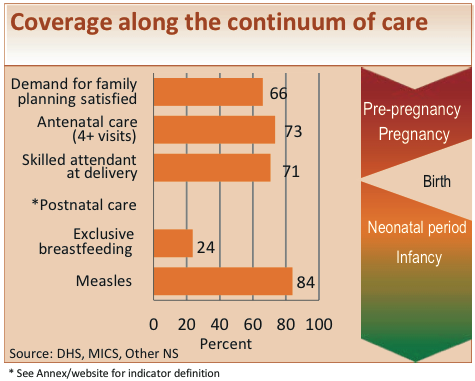 Coverage along the continuum of care
Demand for family
planning satisfied
66
Antenatal care
(4+ visits)
73
Skilled attendant
at delivery
71
*Postnatal care
Exclusive
breastfeeding
24
Measles
84
0 20 40 60 80 100
Percent
Pre-pregnancy
Pregnancy
Birth
Neonatal period
Infancy
Source: DHS, MICS, Other NS
* See Annex/website for indicator definition